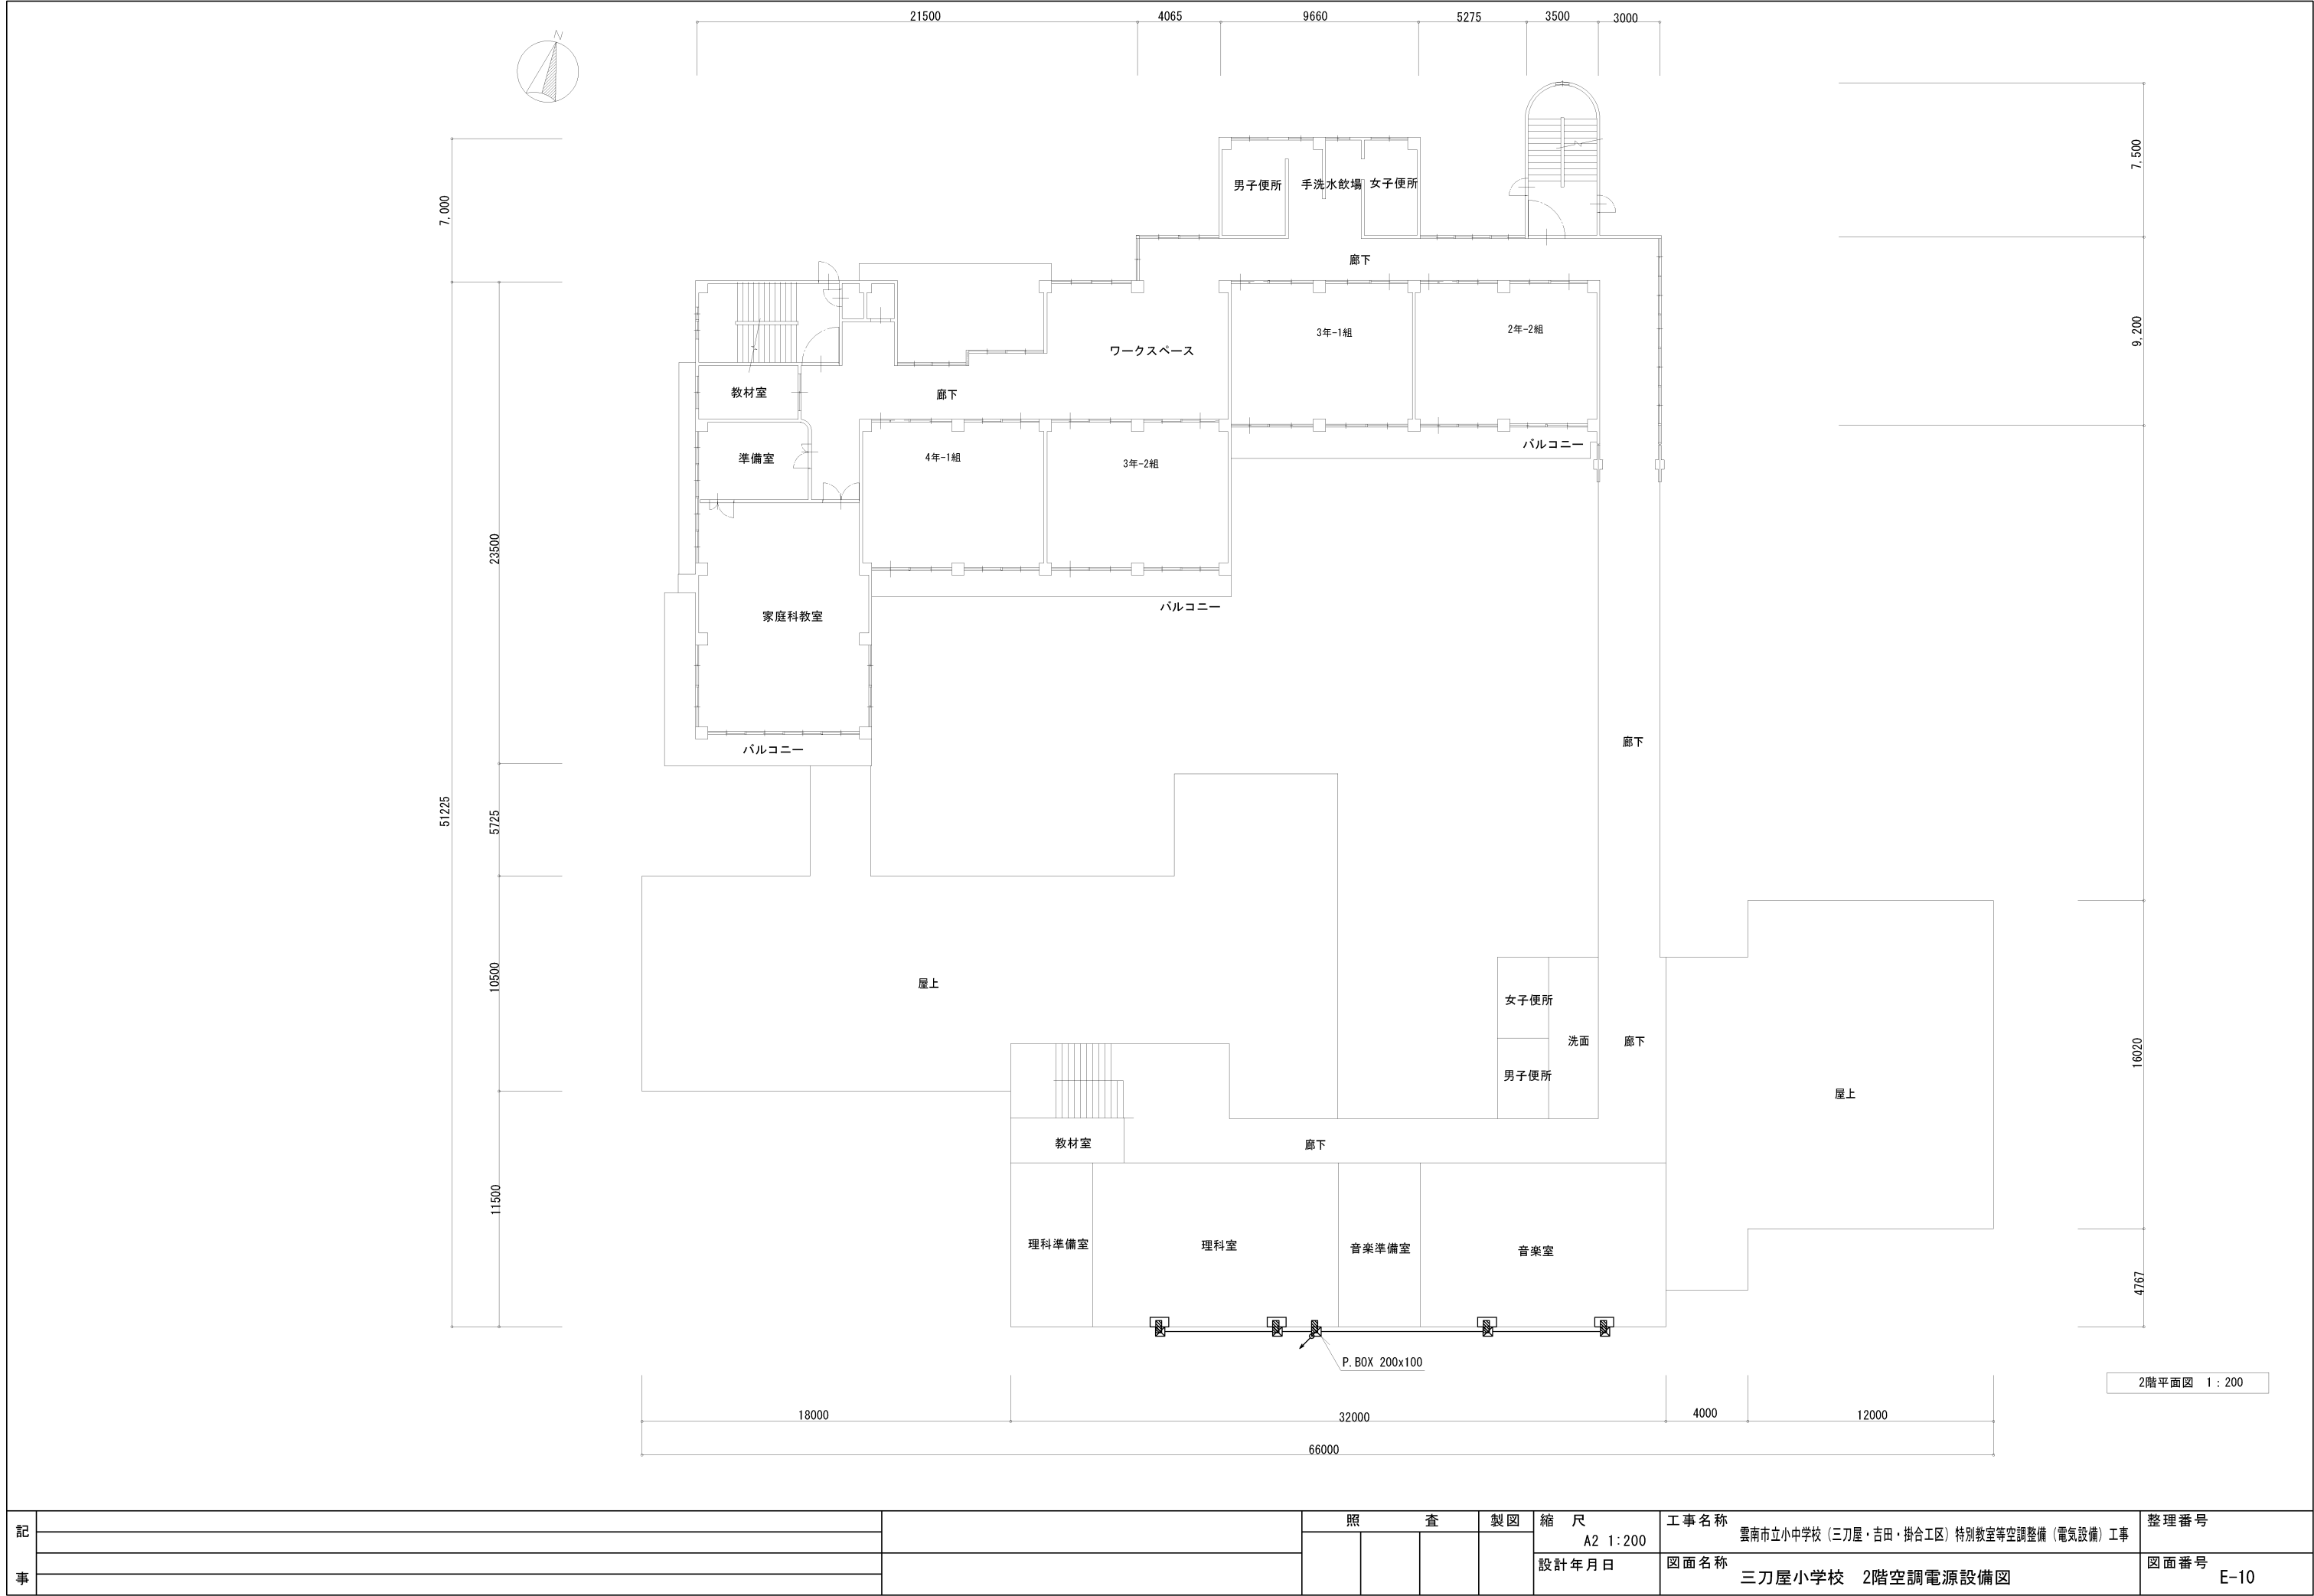 21500 4065 9660 5275 3500 3000
N
7.500
7.000
男子便所 手洗水飲場 女子便所
廊下
9.200
3年-1組 2年-2組
ワークスペース
教材室 廊下
バルコニー
準備室 4年-1組 3年-2組
23500
バルコニー
家庭科教室
廊下
バルコニー
51225 5725
10500
屋上
女子便所
洗面 廊下
男子便所
16020
屋上
教材室 廊下
11500
理科準備室 理科室 音楽準備室 音楽室
4767
P.BOX 200x100
2階平面図 1:200
18000 32000 4000 12000
66000
記事
照査 製図
縮尺
A2 1:200
設計年月日
工事名称
雲南市立小中学校(三刀屋・吉田・掛合工区)特別教室等空調整備(電気設備)工事
図面名称
三刀屋小学校 2階空調電源設備図
整理番号
図面番号
E-10